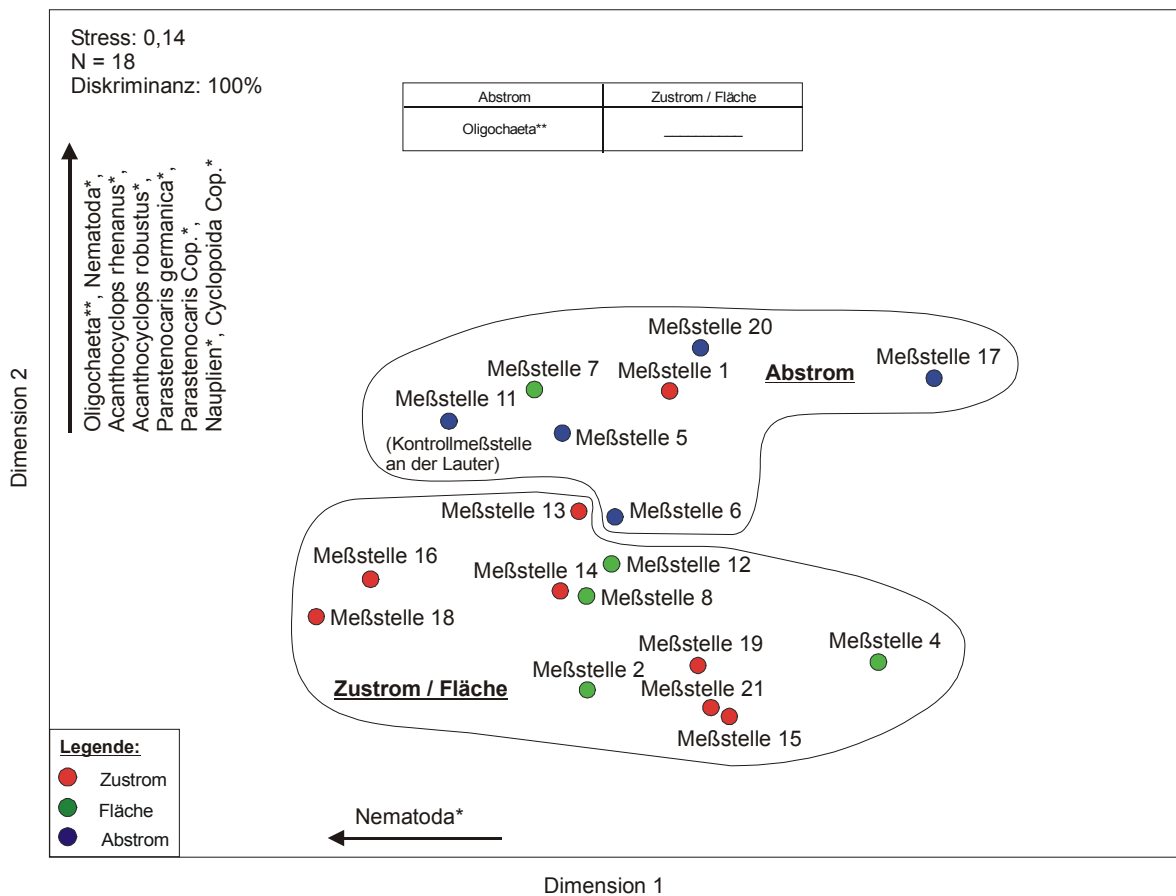 Stress: 0,14
N = 18
Diskriminanz: 100%
Abstrom
Zustrom / Fläche
Oligochaeta**
__________
Oligochaeta**, Nematoda*,
Acanthocyclops rhenanus*,
Acanthocyclops robustus*,
Parastenocaris germanica*,
Parastenocaris Cop.*,
Nauplien*, Cyclopoida Cop.*
Dimension 2
Meßstelle 20
Meßstelle 7
Meßstelle 1
Abstrom
Meßstelle 17
Meßstelle 11
(Kontrollmeßstelle
an der Lauter)
Meßstelle 5
Meßstelle 13
Meßstelle 6
Meßstelle 16
Meßstelle 14
Meßstelle 12
Meßstelle 8
Meßstelle 18
Meßstelle 19
Meßstelle 4
Meßstelle 2
Zustrom / Fläche
Meßstelle 21
Meßstelle 15
Legende:
Zustrom
Fläche
Abstrom
Nematoda*
Dimension 1